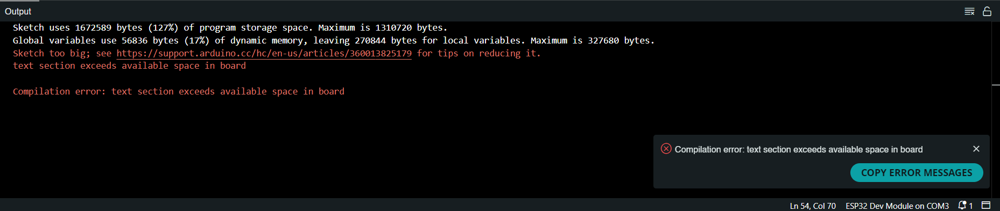 Output
Sketch uses 1672589 bytes (127%) of program storage space. Maximum is 1310720 bytes.
Global variables use 56836 bytes (17%) of dynamic memory, leaving 270844 bytes for local variables. Maximum is 327680 bytes.
Sketch too big; see https://support.arduino.cc/hc/en-us/articles/360013825179 for tips on reducing it.
text section exceeds available space in board
Compilation error: text section exceeds available space in board
Compilation error: text section exceeds available space in board
COPY ERROR MESSAGES
Ln 54, Col 70 ESP32 Dev Module on COM3 1